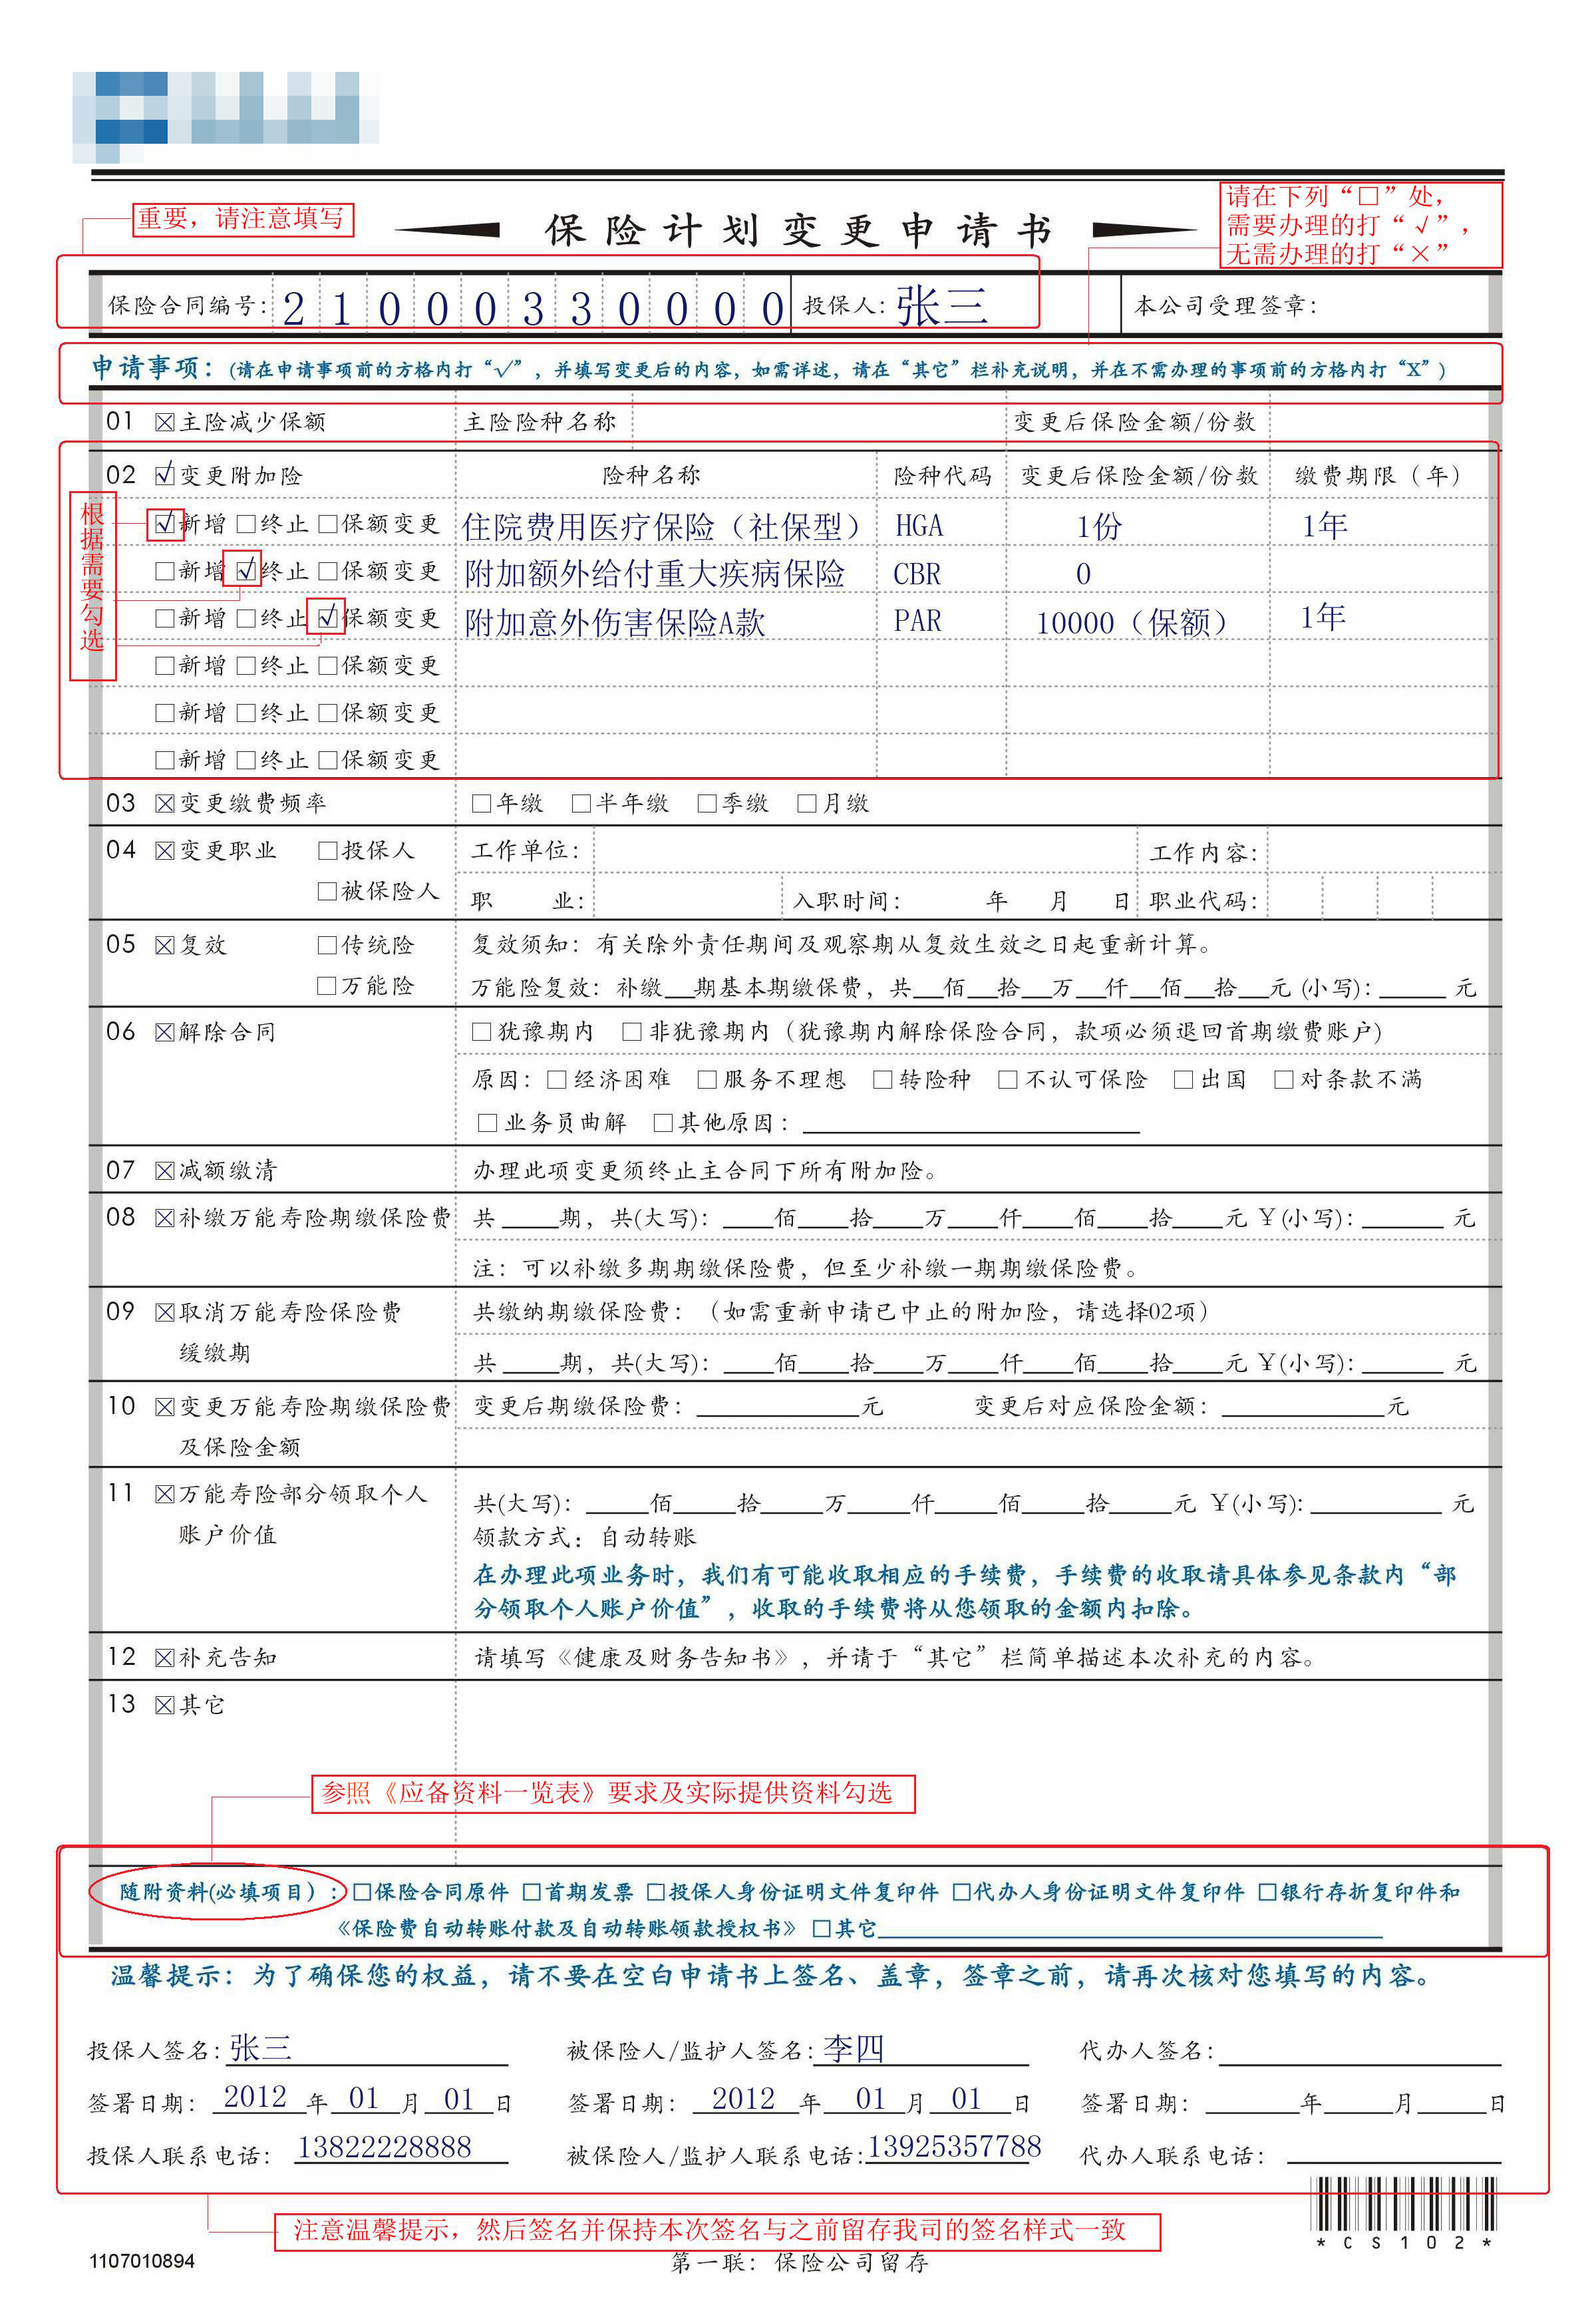 重要，请注意填写
保险计划变更申请书
请在下列“□”处，
需要办理的打“√”，
无需办理的打“×”
保险合同编号: 21000330000 投保人: 张三 本公司受理签章:
申请事项：(请在申请事项前的方格内打“√”，并填写变更后的内容，如需详述，请在“其它”栏补充说明，并在不需办理的事项前的方格内打“X”)
01 ☒主险减少保额 主险险种名称 变更后保险金额/份数
02 ☑变更附加险 险种名称 险种代码 变更后保险金额/份数 缴费期限（年）
根据需要勾选
☑新增 □终止 □保额变更 住院费用医疗保险（社保型） HGA 1份 1年
□新增 ☑终止 □保额变更 附加额外给付重大疾病保险 CBR 0
□新增 □终止 ☑保额变更 附加意外伤害保险A款 PAR 10000（保额） 1年
□新增 □终止 □保额变更
□新增 □终止 □保额变更
□新增 □终止 □保额变更
03 ☒变更缴费频率 □年缴 □半年缴 □季缴 □月缴
04 ☒变更职业 □投保人 工作单位: 工作内容:
□被保险人 职 业: 入职时间: 年 月 日 职业代码:
05 ☒复效 □传统险 复效须知：有关除外责任期间及观察期从复效生效之日起重新计算。
□万能险 万能险复效：补缴__期基本期缴保费，共__佰__拾__万__仟__佰__拾__元 (小写)：____ 元
06 ☒解除合同 □犹豫期内 □非犹豫期内（犹豫期内解除保险合同，款项必须退回首期缴费账户)
原因：□经济困难 □服务不理想 □转险种 □不认可保险 □出国 □对条款不满
□业务员曲解 □其他原因：____
07 ☒减额缴清 办理此项变更须终止主合同下所有附加险。
08 ☒补缴万能寿险期缴保险费 共____期，共(大写)：____佰____拾____万____仟____佰____拾____元 ￥(小写)：____ 元
注：可以补缴多期期缴保险费，但至少补缴一期期缴保险费。
09 ☒取消万能寿险保险费 共缴纳期缴保险费：（如需重新申请已中止的附加险，请选择02项）
缓缴期 共____期，共(大写)：____佰____拾____万____仟____佰____拾____元 ￥(小写)：____ 元
10 ☒变更万能寿险期缴保险费 变更后期缴保险费：____元 变更后对应保险金额：____元
及保险金额
11 ☒万能寿险部分领取个人 共(大写)：____佰____拾____万____仟____佰____拾____元 ￥(小写):____ 元
账户价值 领款方式：自动转账
在办理此项业务时，我们有可能收取相应的手续费，手续费的收取请具体参见条款内“部
分领取个人账户价值”，收取的手续费将从您领取的金额内扣除。
12 ☒补充告知 请填写《健康及财务告知书》，并请于“其它”栏简单描述本次补充的内容。
13 ☒其它
参照《应备资料一览表》要求及实际提供资料勾选
随附资料(必填项目)：□保险合同原件 □首期发票 □投保人身份证明文件复印件 □代办人身份证明文件复印件 □银行存折复印件和
《保险费自动转账付款及自动转账领款授权书》 □其它____
温馨提示：为了确保您的权益，请不要在空白申请书上签名、盖章，签章之前，请再次核对您填写的内容。
投保人签名: 张三 被保险人/监护人签名: 李四 代办人签名:
签署日期： 2012 年 01 月 01 日 签署日期： 2012 年 01 月 01 日 签署日期：____年____月____日
投保人联系电话： 13822228888 被保险人/监护人联系电话: 13925357788 代办人联系电话：
注意温馨提示，然后签名并保持本次签名与之前留存我司的签名样式一致
*CS102*
1107010894 第一联：保险公司留存